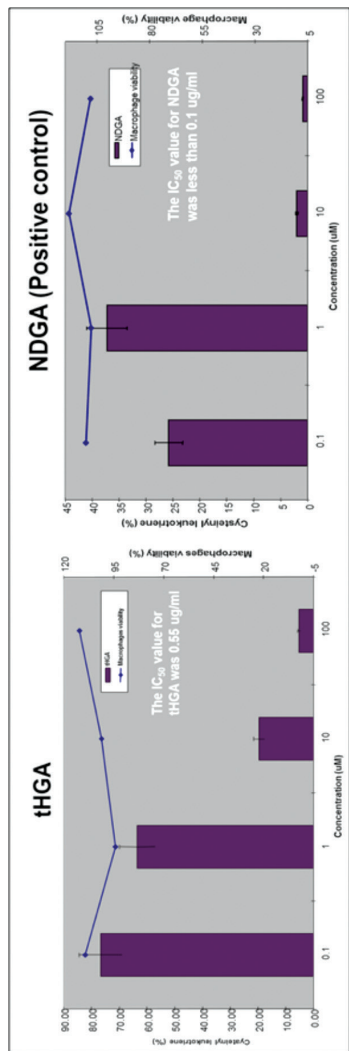 tHGA
Cysteinyl leukotriene (%)
90.00
80.00
70.00
60.00
50.00
40.00
30.00
20.00
10.00
0.00
0.1
1
10
100
Concentration (uM)
Macrophages viability (%)
120
95
70
45
20
-5
tHGA
Macrophages viability
The IC50 value for
tHGA was 0.55 ug/ml
NDGA (Positive control)
Cysteinyl leukotriene (%)
45
40
35
30
25
20
15
10
5
0
0.1
1
10
100
Concentration (uM)
Macrophage viability (%)
105
80
55
30
5
NDGA
Macrophage viability
The IC50 value for NDGA
was less than 0.1 ug/ml